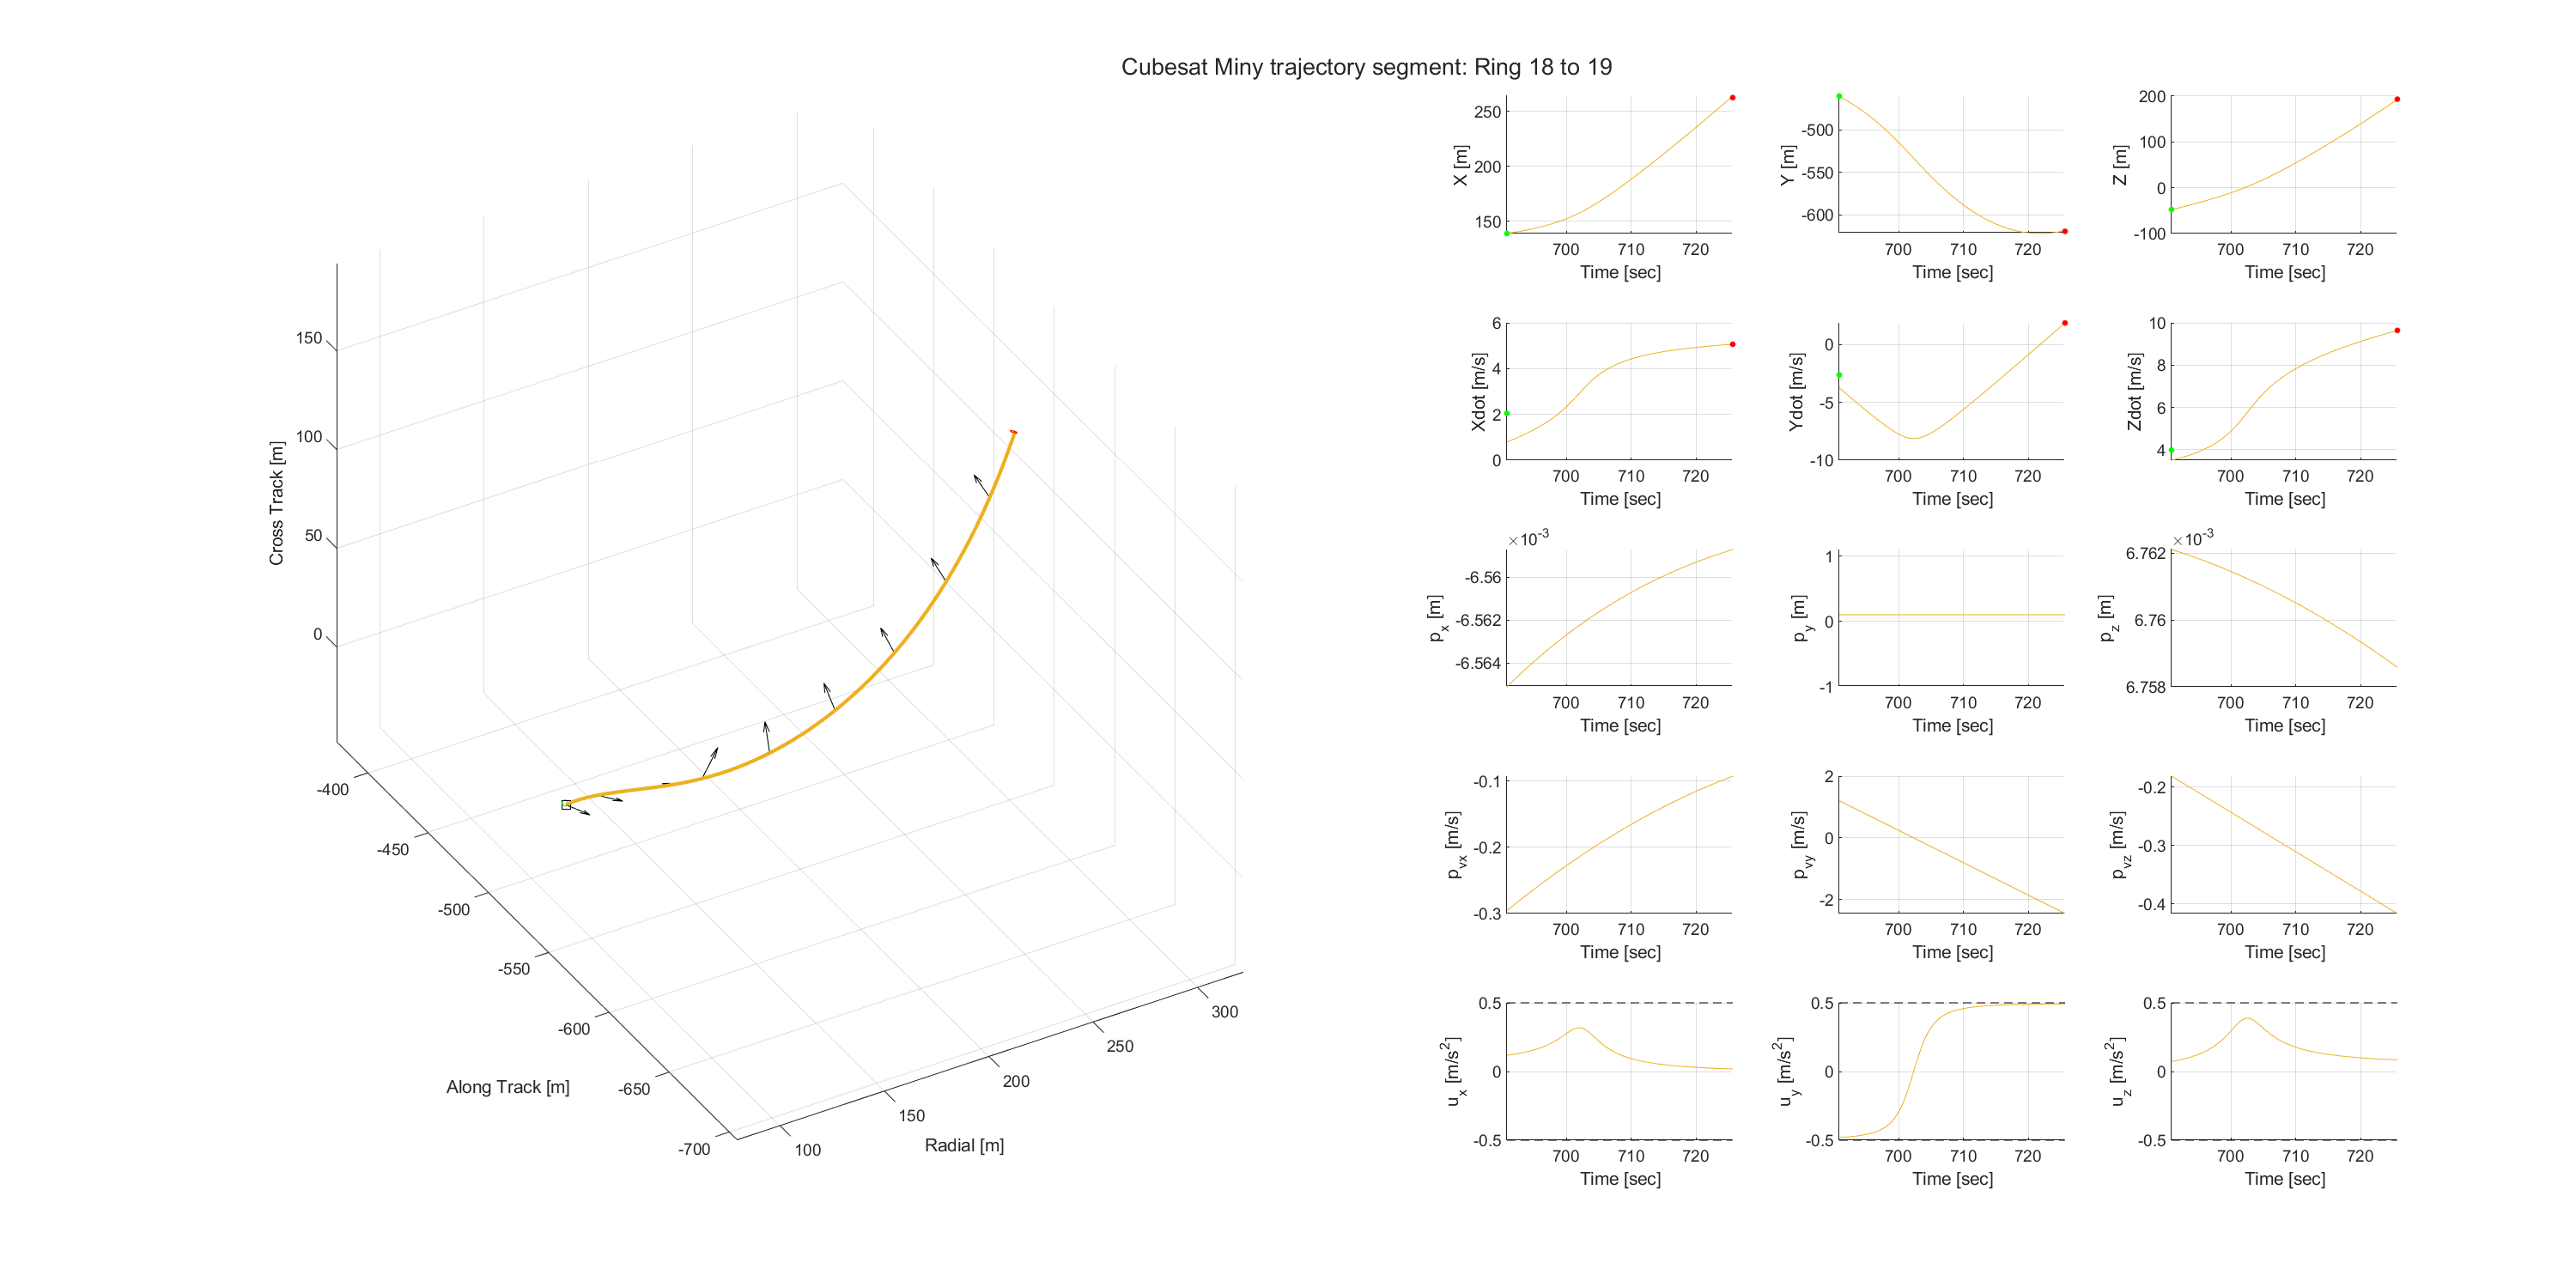 Cubesat Miny trajectory segment: Ring 18 to 19
Cross Track [m]
150
100
50
0
Along Track [m]
-400
-450
-500
-550
-600
-650
-700
Radial [m]
100
150
200
250
300
X [m]
250
200
150
700 710 720
Time [sec]
Y [m]
-500
-550
-600
700 710 720
Time [sec]
Z [m]
200
100
0
-100
700 710 720
Time [sec]
Xdot [m/s]
6
4
2
0
700 710 720
Time [sec]
Ydot [m/s]
0
-5
-10
700 710 720
Time [sec]
Zdot [m/s]
10
8
6
4
700 710 720
Time [sec]
×10-3
p_x [m]
-6.56
-6.562
-6.564
700 710 720
Time [sec]
p_y [m]
1
0
-1
700 710 720
Time [sec]
×10-3
p_z [m]
6.762
6.76
6.758
700 710 720
Time [sec]
p_vx [m/s]
-0.1
-0.2
-0.3
700 710 720
Time [sec]
p_vy [m/s]
2
0
-2
700 710 720
Time [sec]
p_vz [m/s]
-0.2
-0.3
-0.4
700 710 720
Time [sec]
u_x [m/s²]
0.5
0
-0.5
700 710 720
Time [sec]
u_y [m/s²]
0.5
0
-0.5
700 710 720
Time [sec]
u_z [m/s²]
0.5
0
-0.5
700 710 720
Time [sec]